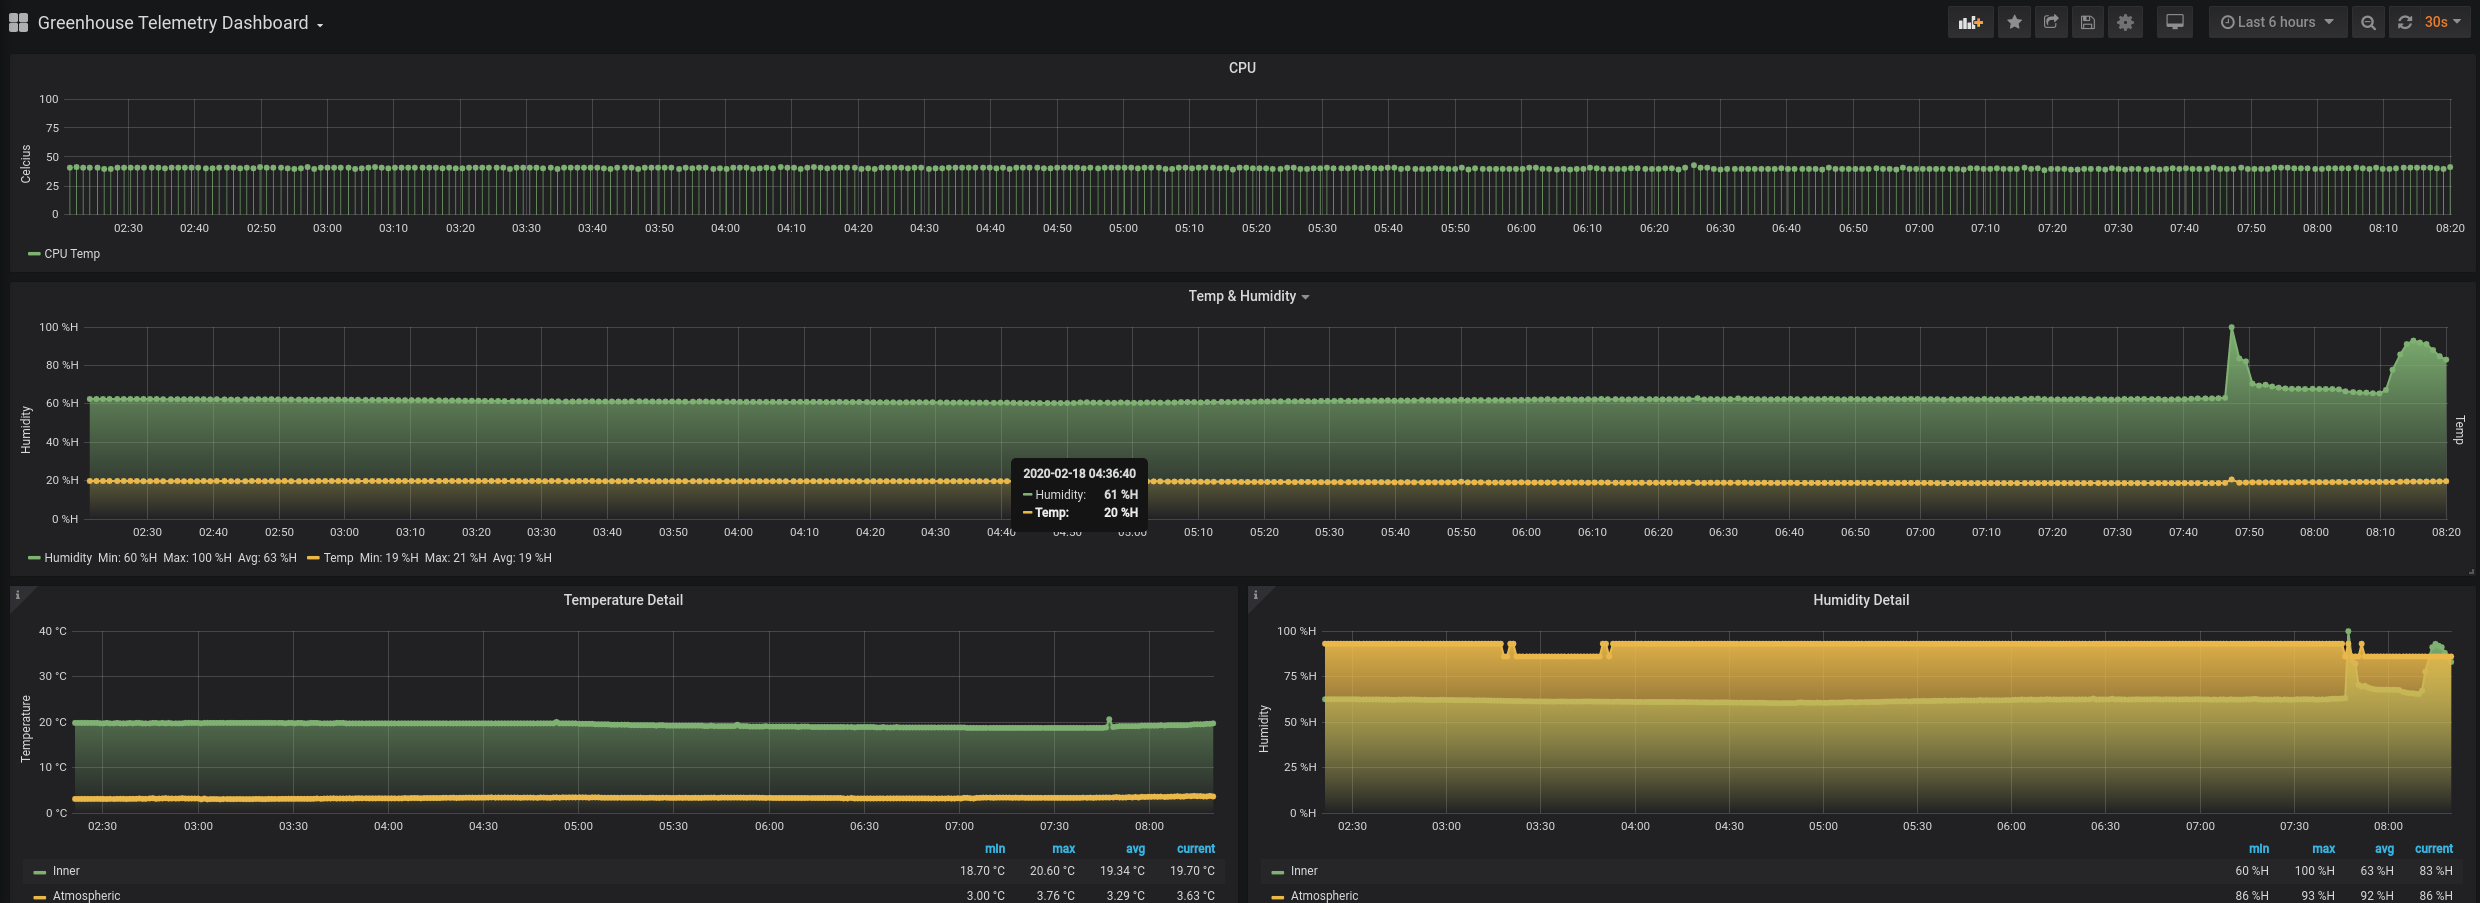 Greenhouse Telemetry Dashboard
Last 6 hours
30s
CPU
100
75
50
25
0
Celcius
02:30 02:40 02:50 03:00 03:10 03:20 03:30 03:40 03:50 04:00 04:10 04:20 04:30 04:40 04:50 05:00 05:10 05:20 05:30 05:40 05:50 06:00 06:10 06:20 06:30 06:40 06:50 07:00 07:10 07:20 07:30 07:40 07:50 08:00 08:10 08:20
CPU Temp
Temp & Humidity
100 %H
80 %H
60 %H
40 %H
20 %H
0 %H
Humidity
Temp
2020-02-18 04:36:40
Humidity: 61 %H
Temp: 20 %H
02:30 02:40 02:50 03:00 03:10 03:20 03:30 03:40 03:50 04:00 04:10 04:20 04:30 04:40 04:50 05:00 05:10 05:20 05:30 05:40 05:50 06:00 06:10 06:20 06:30 06:40 06:50 07:00 07:10 07:20 07:30 07:40 07:50 08:00 08:10 08:20
Humidity Min: 60 %H Max: 100 %H Avg: 63 %H Temp Min: 19 %H Max: 21 %H Avg: 19 %H
i
Temperature Detail
40 °C
30 °C
20 °C
10 °C
0 °C
Temperature
02:30 03:00 03:30 04:00 04:30 05:00 05:30 06:00 06:30 07:00 07:30 08:00
min max avg current
Inner 18.70 °C 20.60 °C 19.34 °C 19.70 °C
Atmospheric 3.00 °C 3.76 °C 3.29 °C 3.63 °C
i
Humidity Detail
100 %H
75 %H
50 %H
25 %H
0 %H
Humidity
02:30 03:00 03:30 04:00 04:30 05:00 05:30 06:00 06:30 07:00 07:30 08:00
min max avg current
Inner 60 %H 100 %H 63 %H 83 %H
Atmospheric 86 %H 93 %H 92 %H 86 %H